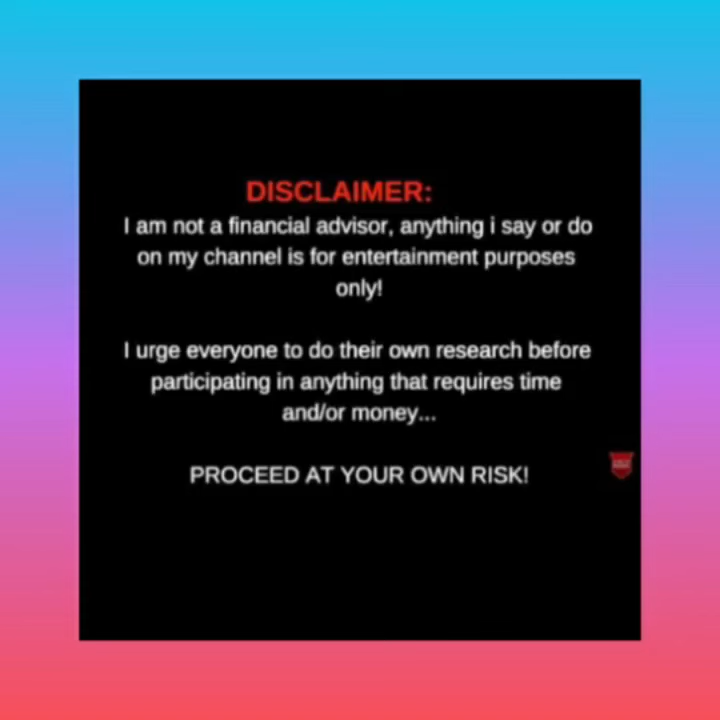 DISCLAIMER:
I am not a financial advisor, anything i say or do
on my channel is for entertainment purposes
only!
I urge everyone to do their own research before
participating in anything that requires time
and/or money...
PROCEED AT YOUR OWN RISK!